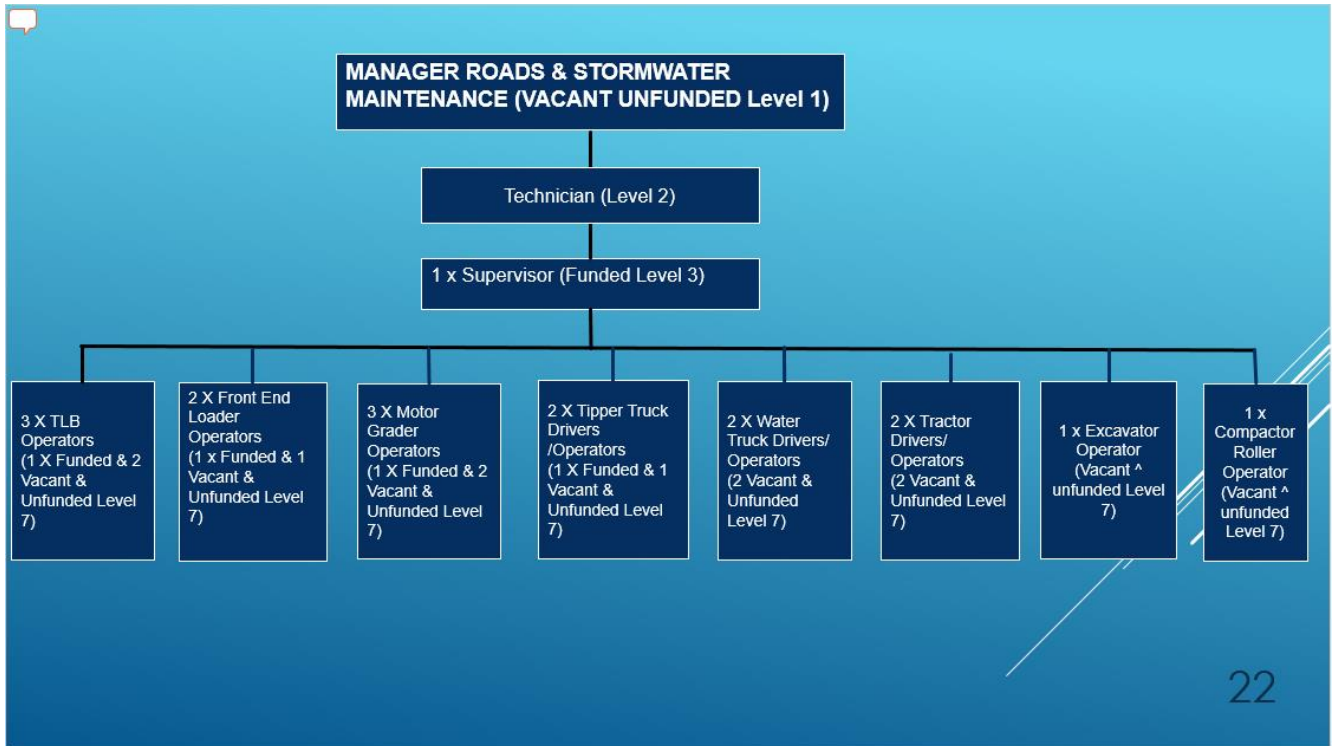 MANAGER ROADS & STORMWATER
MAINTENANCE (VACANT UNFUNDED Level 1)
Technician (Level 2)
1 x Supervisor (Funded Level 3)
3 X TLB
Operators
(1 X Funded & 2
Vacant &
Unfunded Level
7)
2 X Front End
Loader
Operators
(1 x Funded & 1
Vacant &
Unfunded Level
7)
3 X Motor
Grader
Operators
(1 X Funded & 2
Vacant &
Unfunded Level
7)
2 X Tipper Truck
Drivers
/Operators
(1 X Funded & 1
Vacant &
Unfunded Level
7)
2 X Water
Truck Drivers/
Operators
(2 Vacant &
Unfunded
Level 7)
2 X Tractor
Drivers/
Operators
(2 Vacant &
Unfunded Level
7)
1 x Excavator
Operator
(Vacant ^
unfunded Level
7)
1 x
Compactor
Roller
Operator
(Vacant ^
unfunded
Level 7)
22